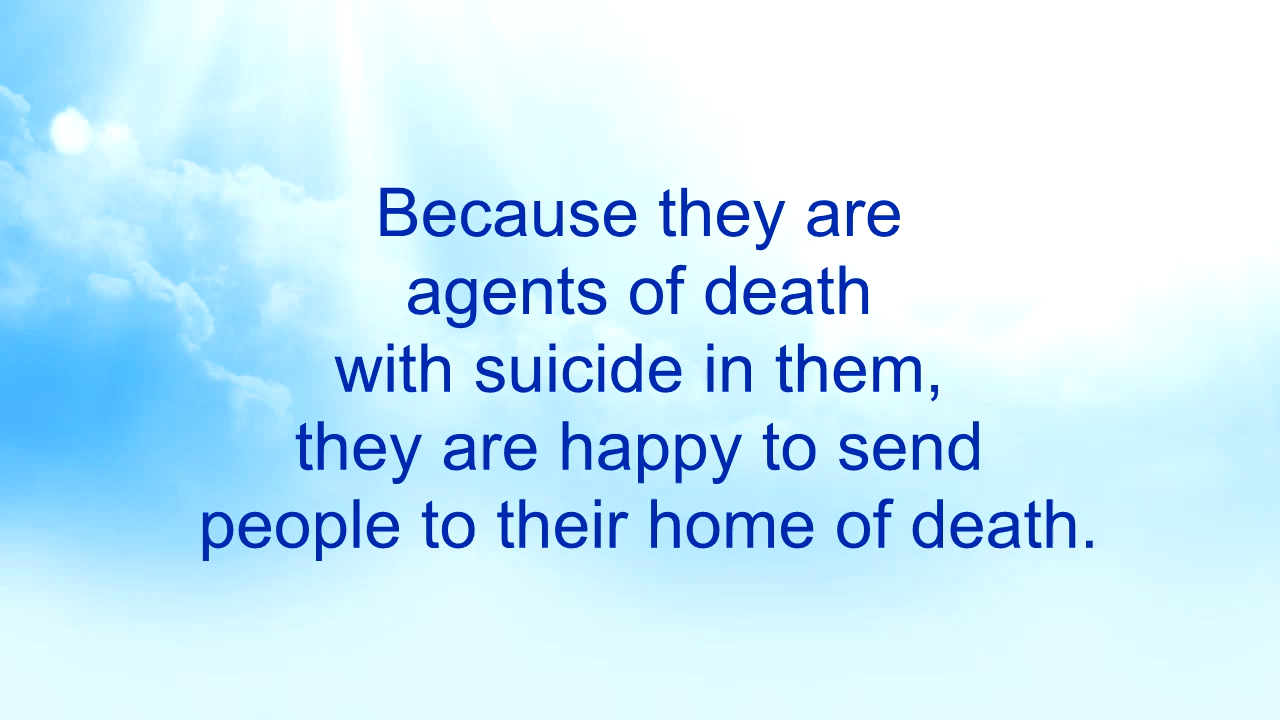 Because they are
agents of death
with suicide in them,
they are happy to send
people to their home of death.